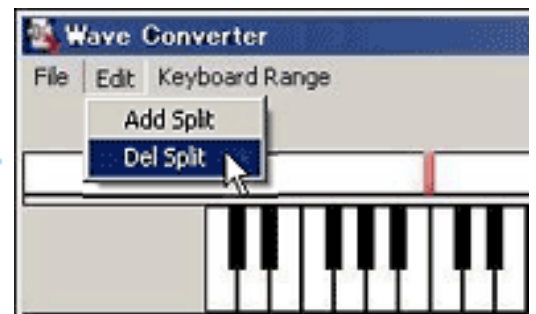 Wave Converter
File Edit Keyboard Range
Add Split
Del Split